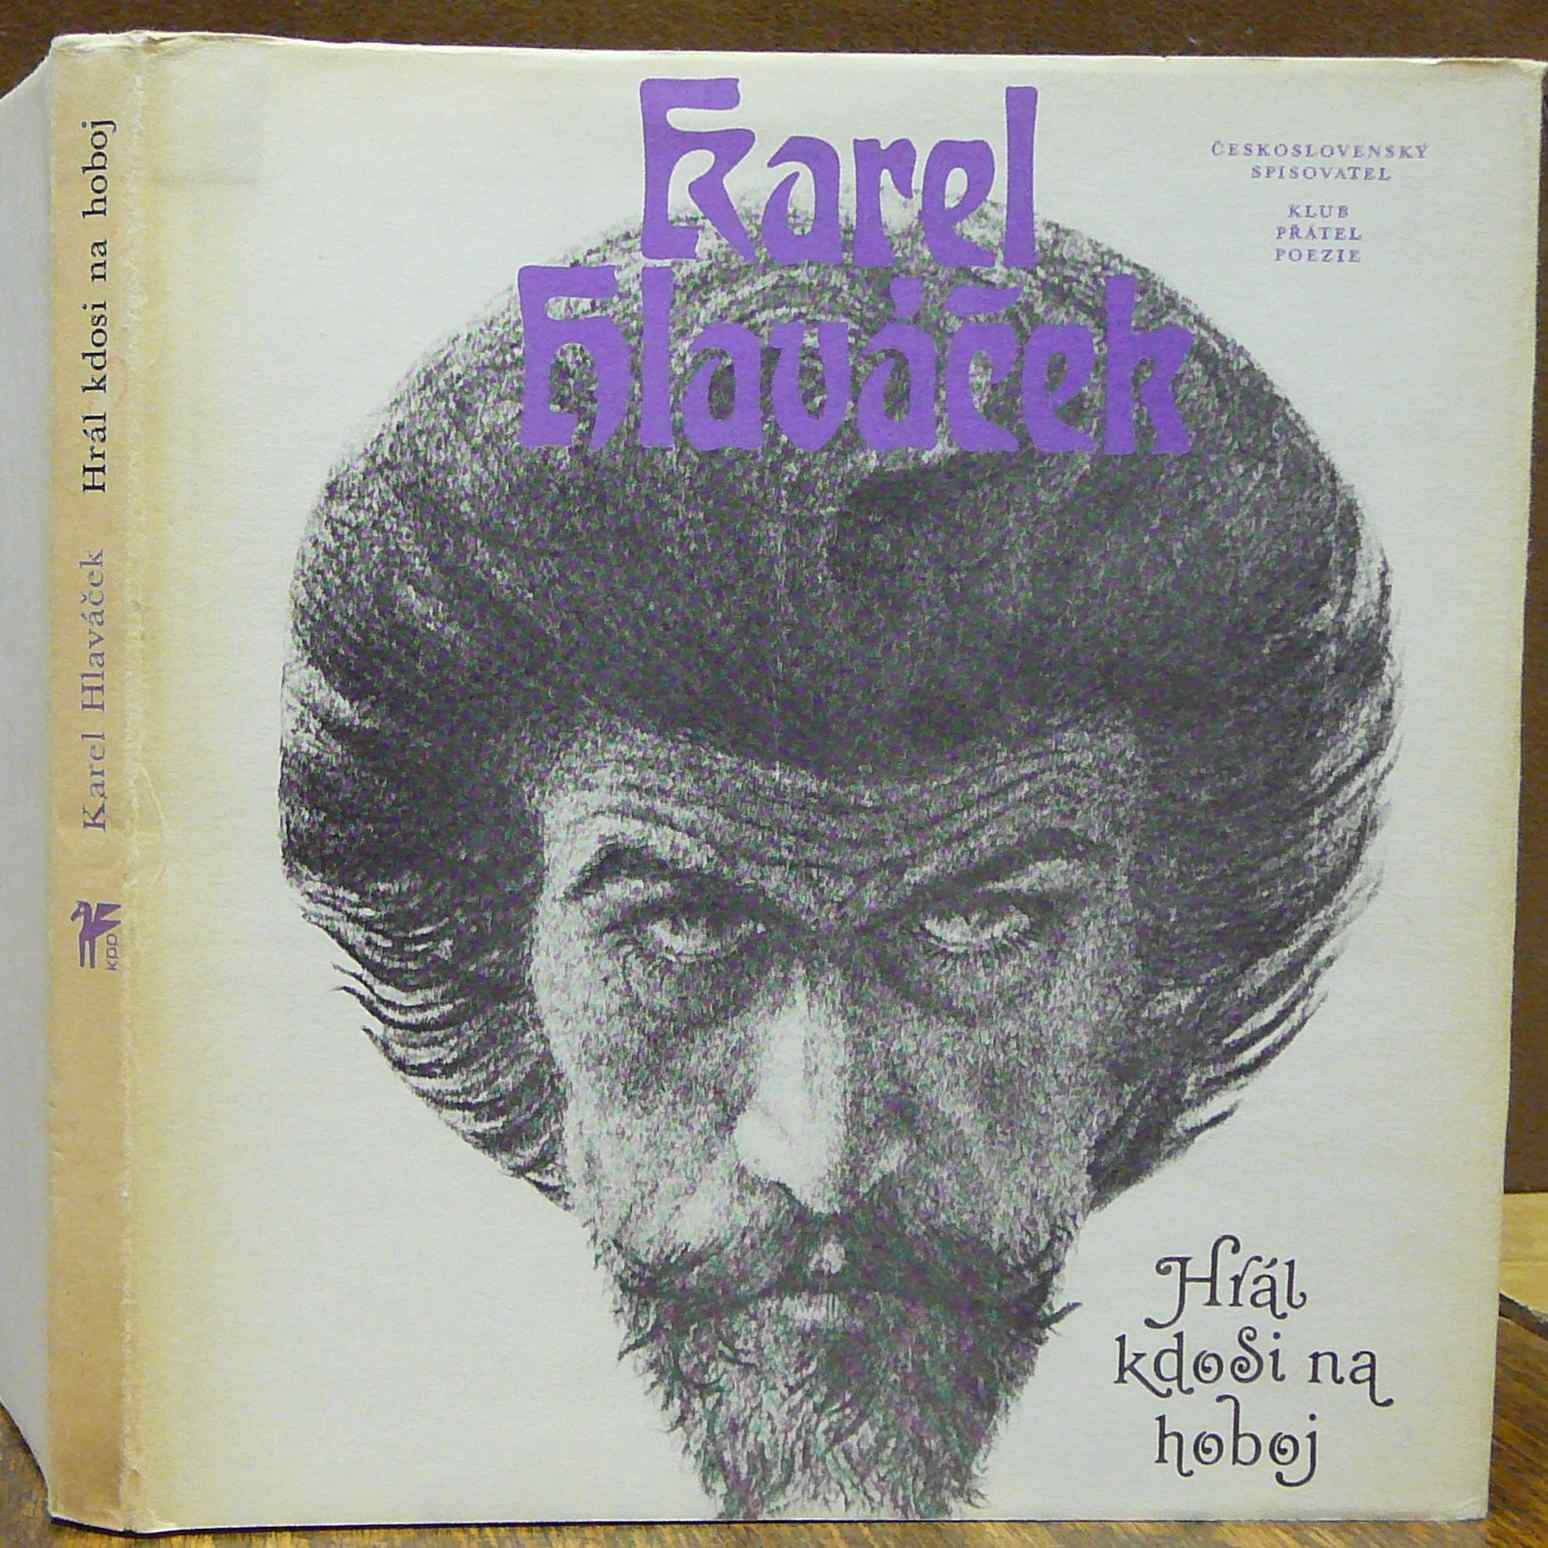 Karel
Hlaváček
ČESKOSLOVENSKÝ
SPISOVATEL
KLUB
PŘÁTEL
POEZIE
Hrál
kdosi na
hoboj
Karel Hlaváček Hrál kdosi na hoboj
kpp